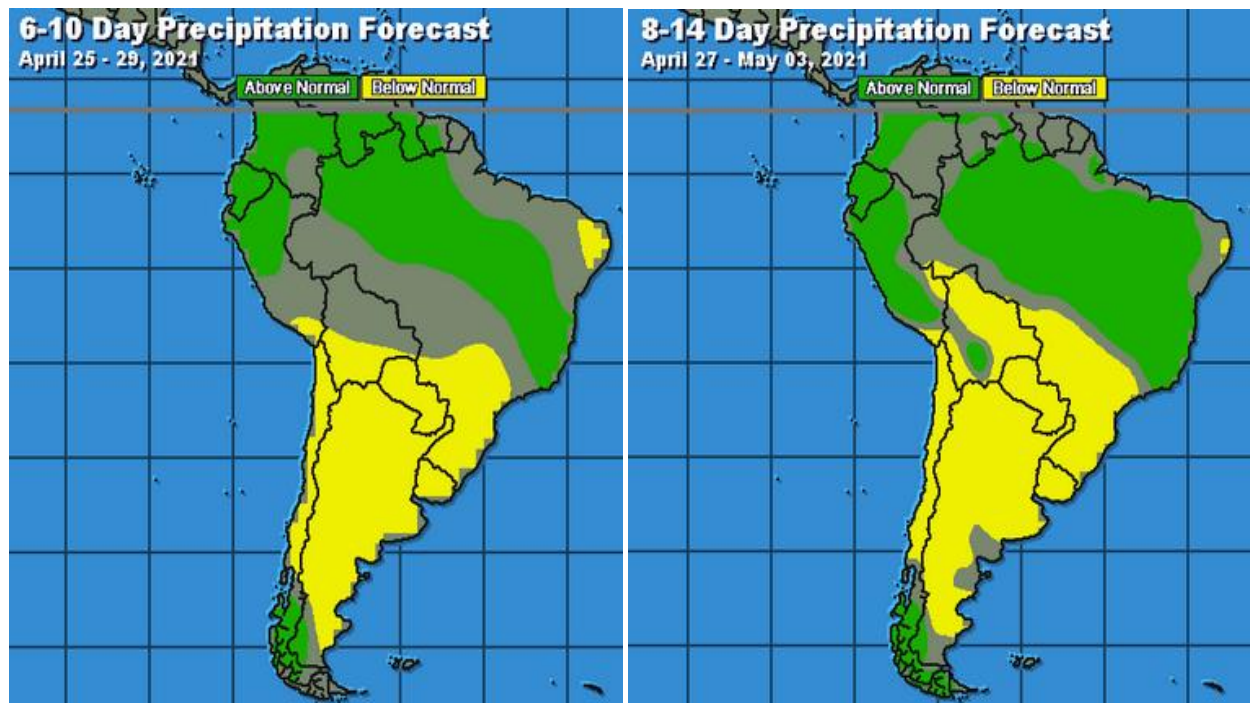 6-10 Day Precipitation Forecast
April 25 - 29, 2021
Above Normal Below Normal
8-14 Day Precipitation Forecast
April 27 - May 03, 2021
Above Normal Below Normal